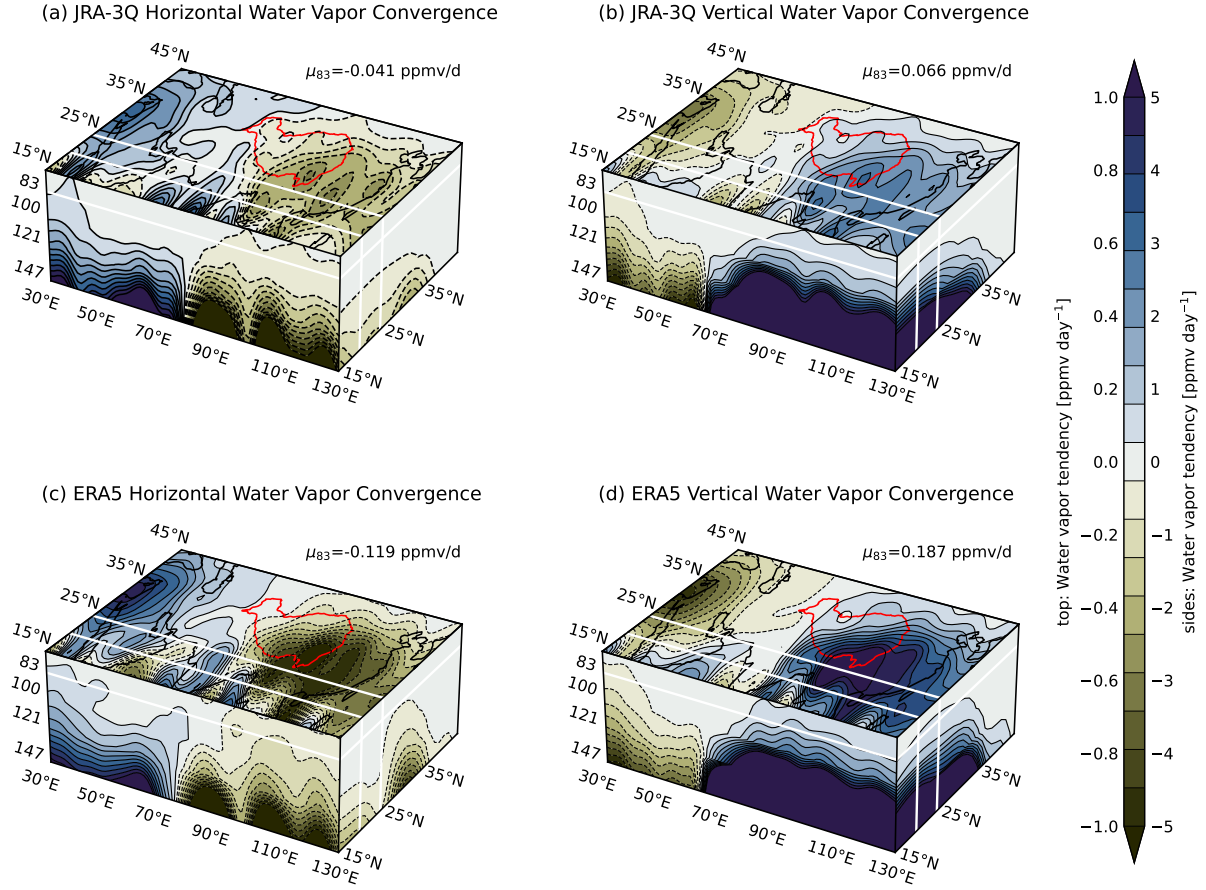 (a) JRA-3Q Horizontal Water Vapor Convergence
45°N
35°N
25°N
15°N
μ83=-0.041 ppmv/d
83
100
121
147
30°E
50°E
70°E
90°E
110°E
130°E
15°N
25°N
35°N
(b) JRA-3Q Vertical Water Vapor Convergence
45°N
35°N
25°N
15°N
μ83=0.066 ppmv/d
83
100
121
147
30°E
50°E
70°E
90°E
110°E
130°E
15°N
25°N
35°N
(c) ERA5 Horizontal Water Vapor Convergence
45°N
35°N
25°N
15°N
μ83=-0.119 ppmv/d
83
100
121
147
30°E
50°E
70°E
90°E
110°E
130°E
15°N
25°N
35°N
(d) ERA5 Vertical Water Vapor Convergence
45°N
35°N
25°N
15°N
μ83=0.187 ppmv/d
83
100
121
147
30°E
50°E
70°E
90°E
110°E
130°E
15°N
25°N
35°N
top: Water vapor tendency [ppmv day⁻¹]
1.0
0.8
0.6
0.4
0.2
0.0
−0.2
−0.4
−0.6
−0.8
−1.0
5
4
3
2
1
0
−1
−2
−3
−4
−5
sides: Water vapor tendency [ppmv day⁻¹]